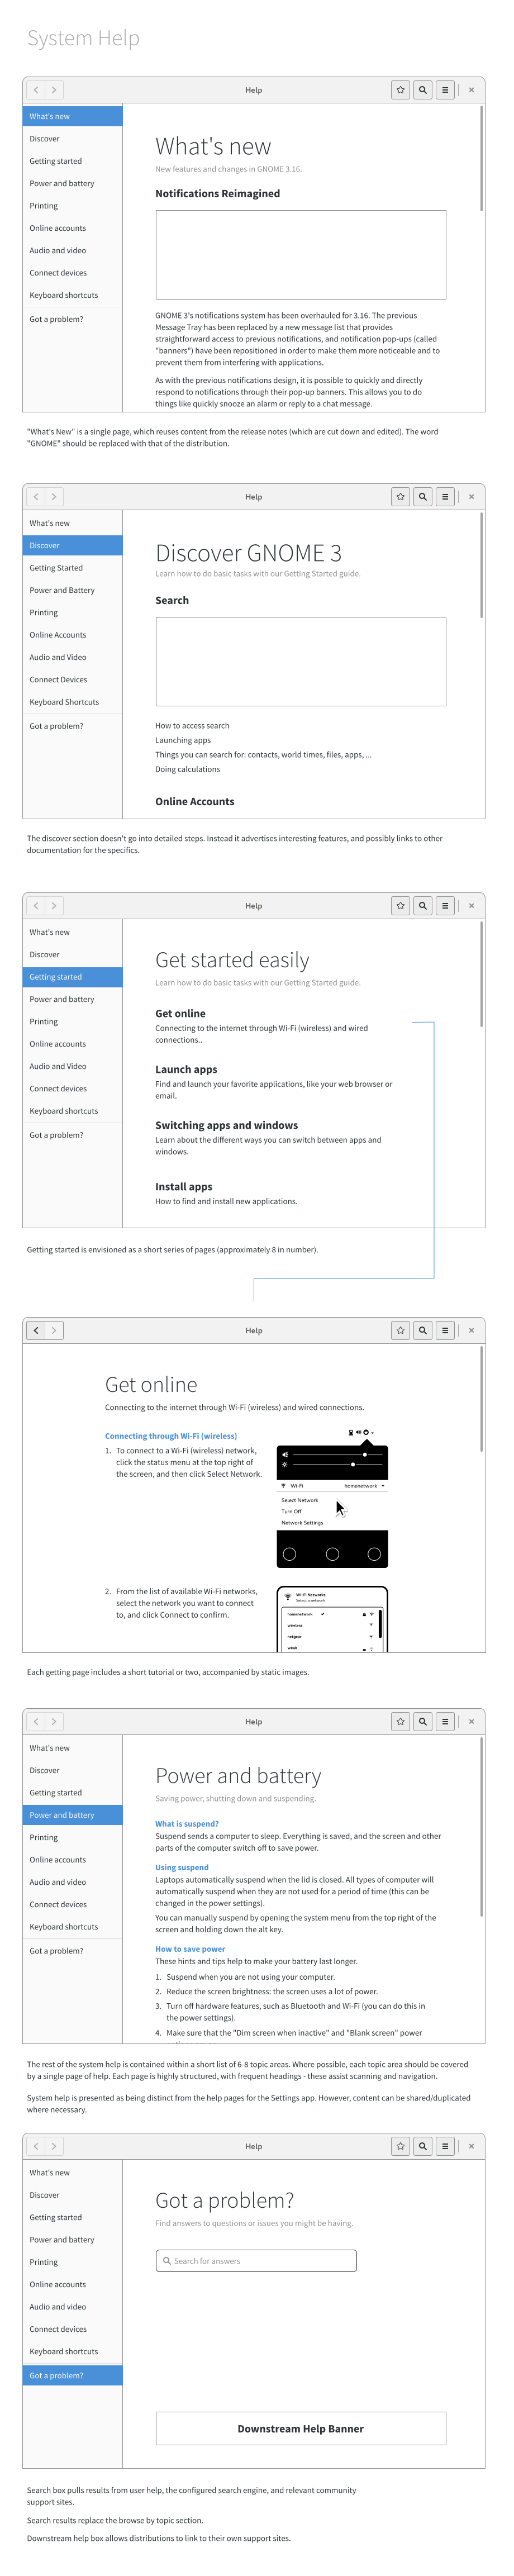 System Help
Help
What's new
Discover
Getting started
Power and battery
Printing
Online accounts
Audio and video
Connect devices
Keyboard shortcuts
Got a problem?
What's new
New features and changes in GNOME 3.16.
Notifications Reimagined
GNOME 3's notifications system has been overhauled for 3.16. The previous
Message Tray has been replaced by a new message list that provides
straightforward access to previous notifications, and notification pop-ups (called
"banners") have been repositioned in order to make them more noticeable and to
prevent them from interfering with applications.
As with the previous notifications design, it is possible to quickly and directly
respond to notifications through their pop-up banners. This allows you to do
things like quickly snooze an alarm or reply to a chat message.
"What's New" is a single page, which reuses content from the release notes (which are cut down and edited). The word
"GNOME" should be replaced with that of the distribution.
Help
What's new
Discover
Getting Started
Power and Battery
Printing
Online Accounts
Audio and Video
Connect Devices
Keyboard Shortcuts
Got a problem?
Discover GNOME 3
Learn how to do basic tasks with our Getting Started guide.
Search
How to access search
Launching apps
Things you can search for: contacts, world times, files, apps, ...
Doing calculations
Online Accounts
The discover section doesn't go into detailed steps. Instead it advertises interesting features, and possibly links to other
documentation for the specifics.
Help
What's new
Discover
Getting started
Power and battery
Printing
Online accounts
Audio and Video
Connect devices
Keyboard shortcuts
Got a problem?
Get started easily
Learn how to do basic tasks with our Getting Started guide.
Get online
Connecting to the internet through Wi-Fi (wireless) and wired
connections..
Launch apps
Find and launch your favorite applications, like your web browser or
email.
Switching apps and windows
Learn about the different ways you can switch between apps and
windows.
Install apps
How to find and install new applications.
Getting started is envisioned as a short series of pages (approximately 8 in number).
Help
Get online
Connecting to the internet through Wi-Fi (wireless) and wired connections.
Connecting through Wi-Fi (wireless)
1. To connect to a Wi-Fi (wireless) network,
click the status menu at the top right of
the screen, and then click Select Network.
Wi-Fi homenetwork
Select Network
Turn Off
Network Settings
2. From the list of available Wi-Fi networks,
select the network you want to connect
to, and click Connect to confirm.
Wi-Fi Networks
Select a network
homenetwork
wireless
netgear
weak
Each getting page includes a short tutorial or two, accompanied by static images.
Help
What's new
Discover
Getting started
Power and battery
Printing
Online accounts
Audio and video
Connect devices
Keyboard shortcuts
Got a problem?
Power and battery
Saving power, shutting down and suspending.
What is suspend?
Suspend sends a computer to sleep. Everything is saved, and the screen and other
parts of the computer switch off to save power.
Using suspend
Laptops automatically suspend when the lid is closed. All types of computer will
automatically suspend when they are not used for a period of time (this can be
changed in the power settings).
You can manually suspend by opening the system menu from the top right of the
screen and holding down the alt key.
How to save power
These hints and tips help to make your battery last longer.
1. Suspend when you are not using your computer.
2. Reduce the screen brightness: the screen uses a lot of power.
3. Turn off hardware features, such as Bluetooth and Wi-Fi (you can do this in
the power settings).
4. Make sure that the "Dim screen when inactive" and "Blank screen" power
The rest of the system help is contained within a short list of 6-8 topic areas. Where possible, each topic area should be covered
by a single page of help. Each page is highly structured, with frequent headings - these assist scanning and navigation.
System help is presented as being distinct from the help pages for the Settings app. However, content can be shared/duplicated
where necessary.
Help
What's new
Discover
Getting started
Power and battery
Printing
Online accounts
Audio and video
Connect devices
Keyboard shortcuts
Got a problem?
Got a problem?
Find answers to questions or issues you might be having.
Search for answers
Downstream Help Banner
Search box pulls results from user help, the configured search engine, and relevant community
support sites.
Search results replace the browse by topic section.
Downstream help box allows distributions to link to their own support sites.